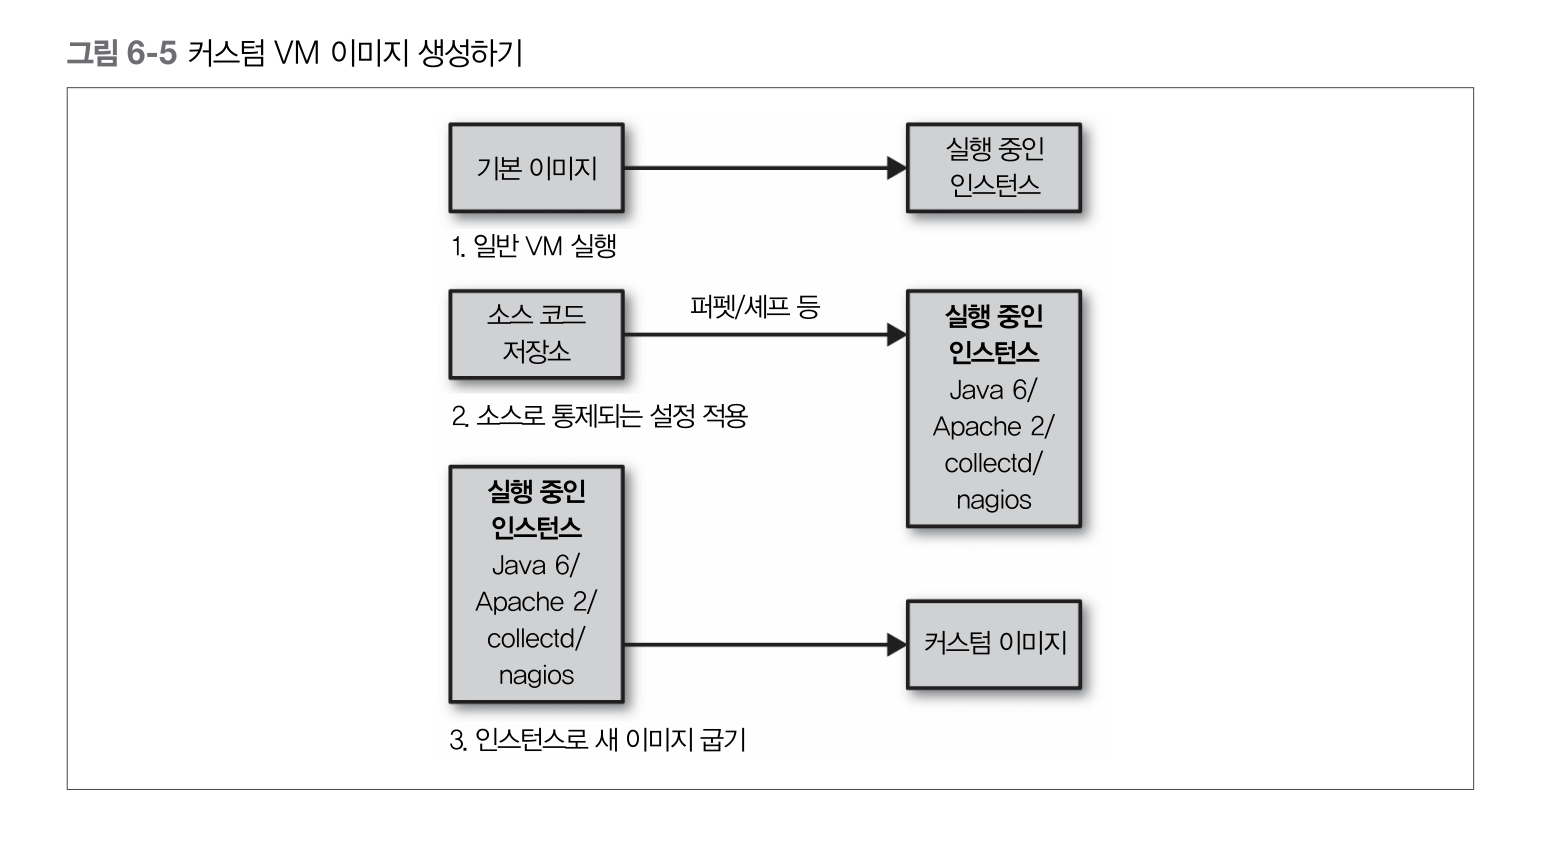 그림 6-5 커스텀 VM 이미지 생성하기
기본 이미지
실행 중인
인스턴스
1. 일반 VM 실행
소스 코드
저장소
퍼펫/셰프 등
실행 중인
인스턴스
Java 6/
Apache 2/
collectd/
nagios
2. 소스로 통제되는 설정 적용
실행 중인
인스턴스
Java 6/
Apache 2/
collectd/
nagios
커스텀 이미지
3. 인스턴스로 새 이미지 굽기